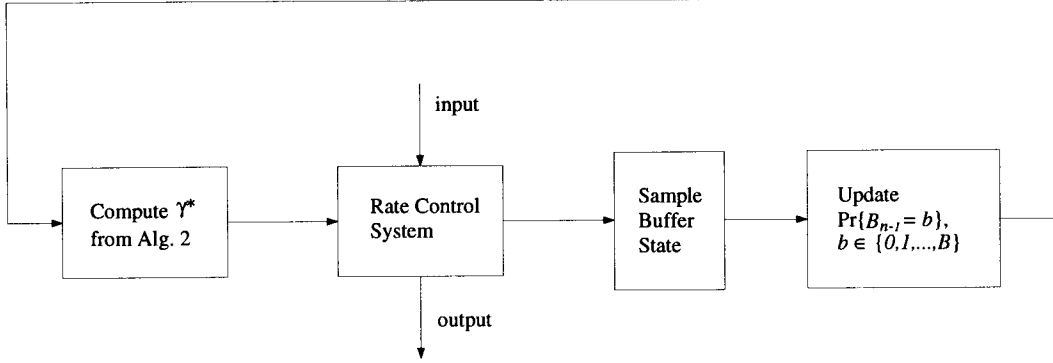 input
Compute γ*
from Alg. 2
Rate Control
System
Sample
Buffer
State
Update
Pr{Bₙ₋₁ = b},
b ∈ {0,1,...,B}
output